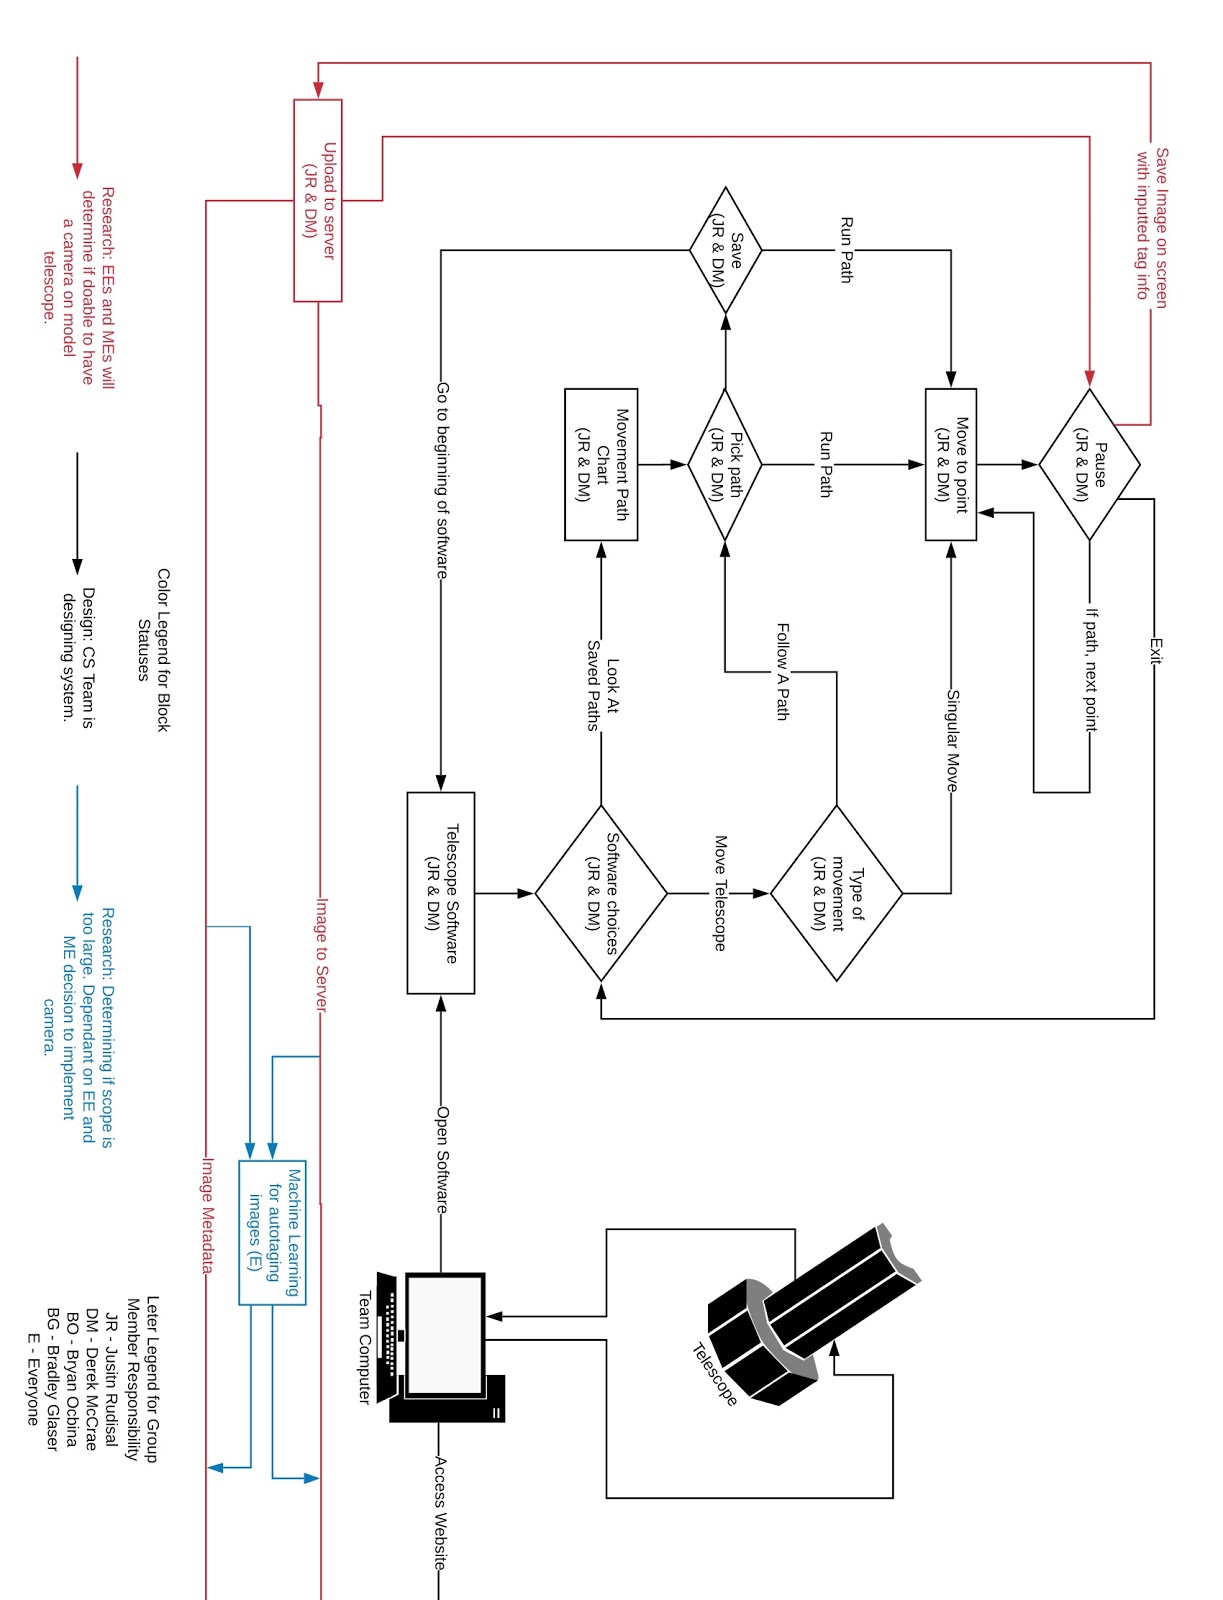 Save Image on screen
with inputted tag info
Exit
Pause
(JR & DM)
If path, next point
Move to point
(JR & DM)
Singular Move
Run Path
Run Path
Type of
movement
(JR & DM)
Follow A Path
Save
(JR & DM)
Pick path
(JR & DM)
Move Telescope
Telescope
Movement Path
Chart
(JR & DM)
Look At
Saved Paths
Software choices
(JR & DM)
Go to beginning of software
Telescope Software
(JR & DM)
Open Software
Access Website
Team Computer
Upload to server
(JR & DM)
Image to Server
Machine Learning
for autotaging
images (E)
Image Metadata
Color Legend for Block
Statuses
Research: EEs and MEs will
determine if doable to have
a camera on model
telescope.
Design: CS Team is
designing system.
Research: Determining if scope is
too large. Dependant on EE and
ME decision to implement
camera.
Leter Legend for Group
Member Responsibility
JR - Jusitn Rudisal
DM - Derek McCrae
BO - Bryan Ocbina
BG - Bradley Glaser
E - Everyone